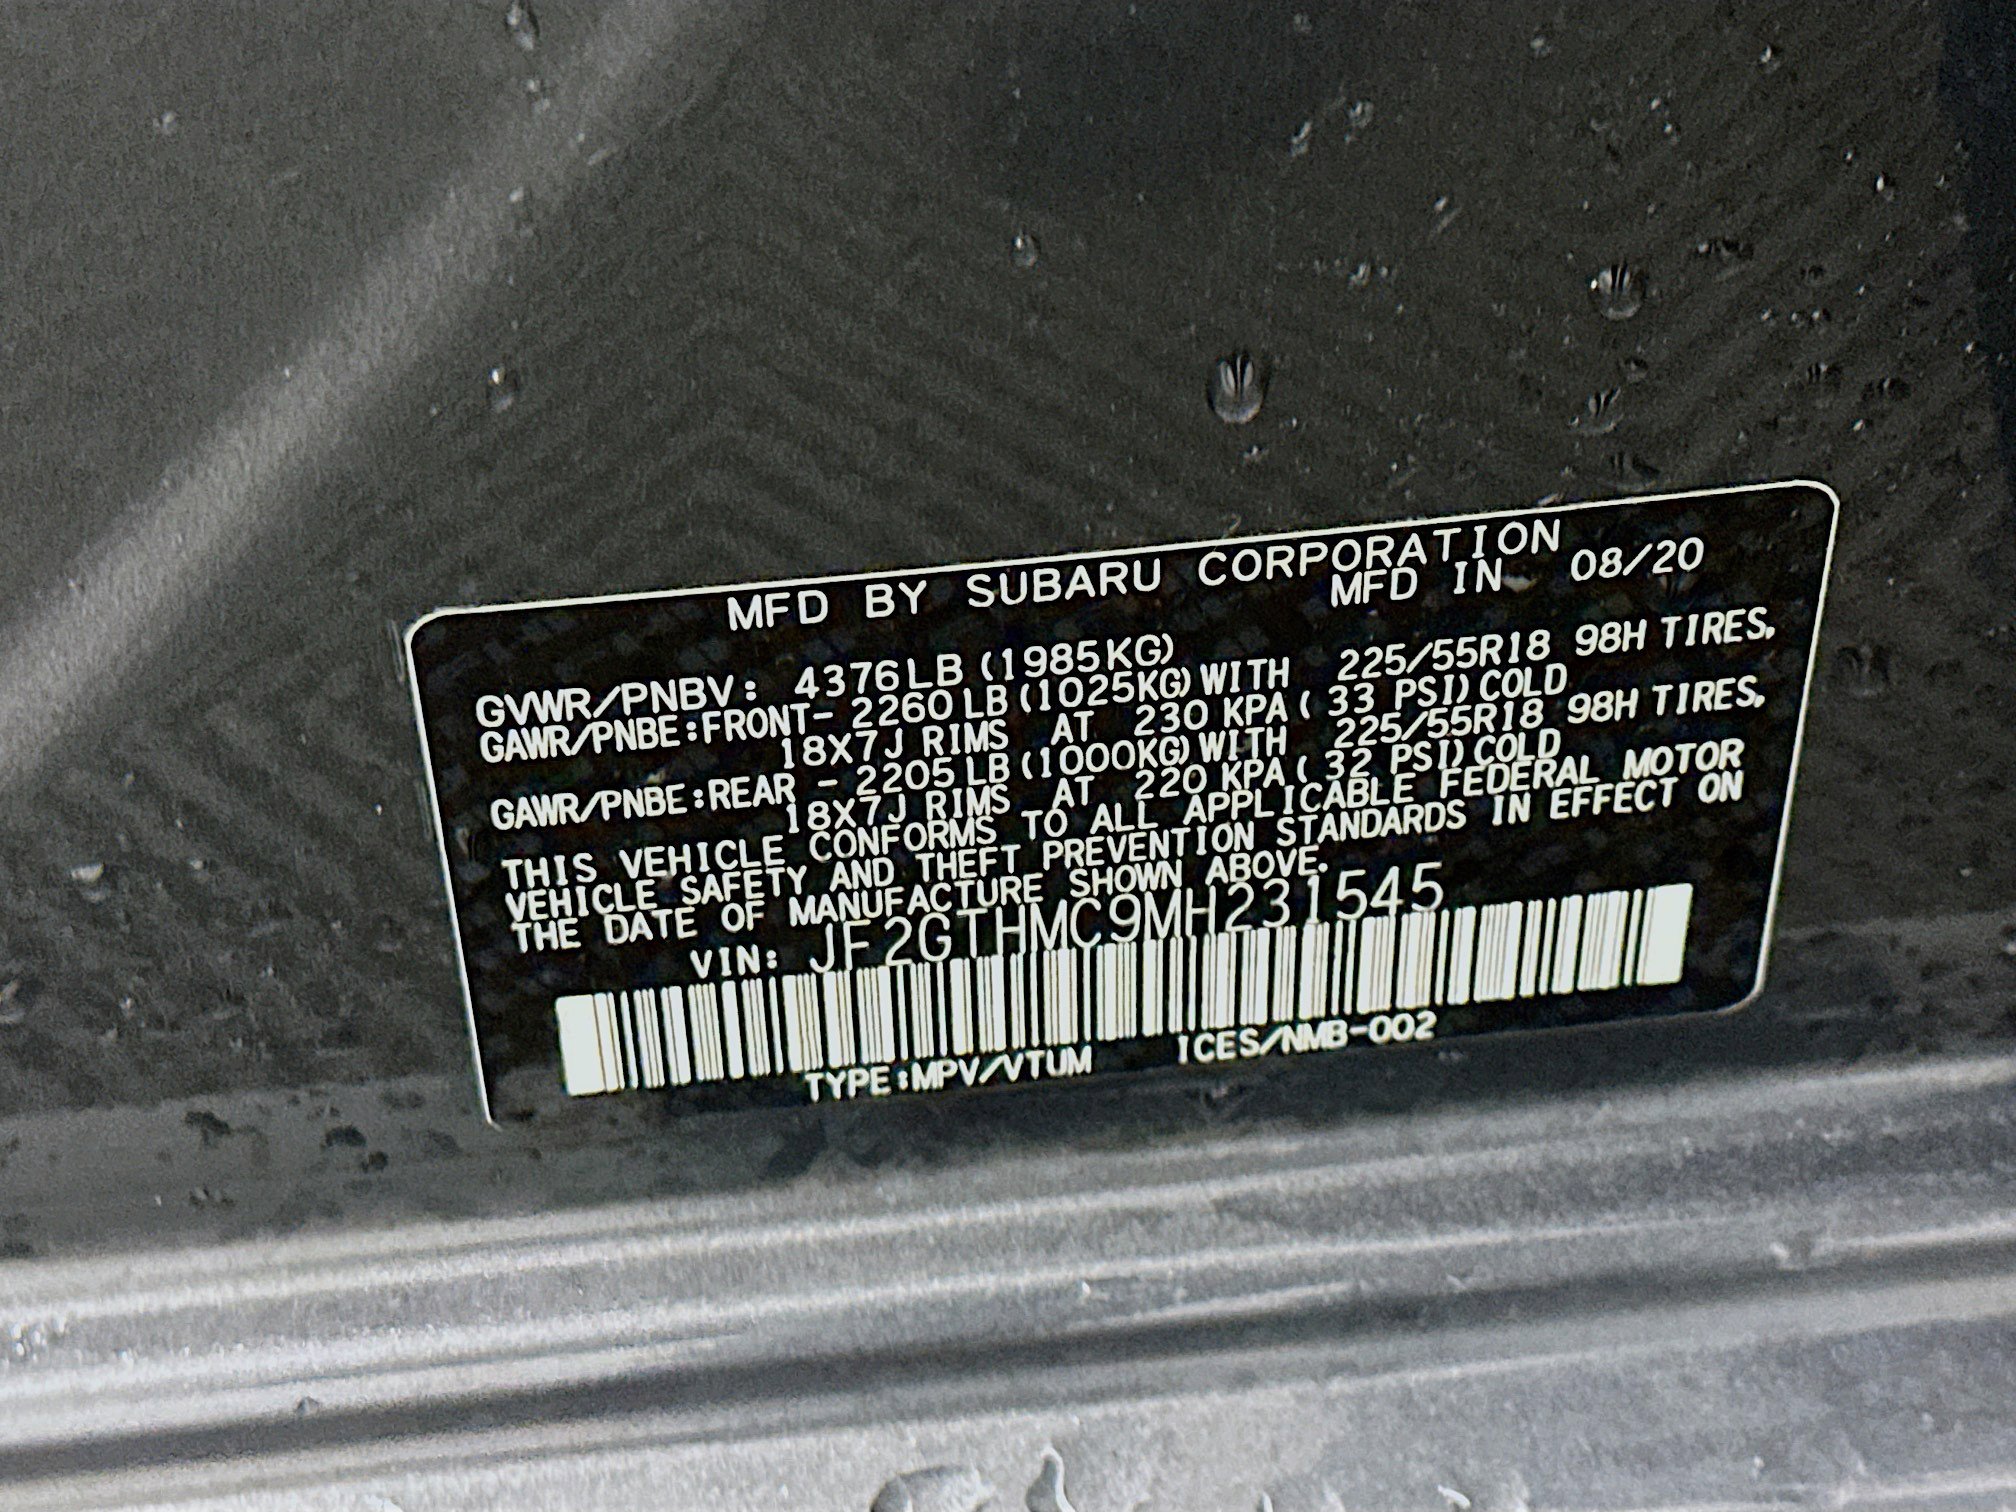 MFD BY SUBARU CORPORATION
MFD IN 08/20
GVWR/PNBV: 4376LB (1985KG)
GAWR/PNBE:FRONT- 2260LB (1025KG) WITH 225/55R18 98H TIRES,
18X7J RIMS AT 230 KPA ( 33 PSI) COLD
GAWR/PNBE:REAR - 2205LB (1000KG) WITH 225/55R18 98H TIRES,
18X7J RIMS AT 220 KPA ( 32 PSI) COLD
THIS VEHICLE CONFORMS TO ALL APPLICABLE FEDERAL MOTOR
VEHICLE SAFETY AND THEFT PREVENTION STANDARDS IN EFFECT ON
THE DATE OF MANUFACTURE SHOWN ABOVE.
VIN: JF2GTHMC9MH231545
TYPE:MPV/VTUM ICES/NMB-002